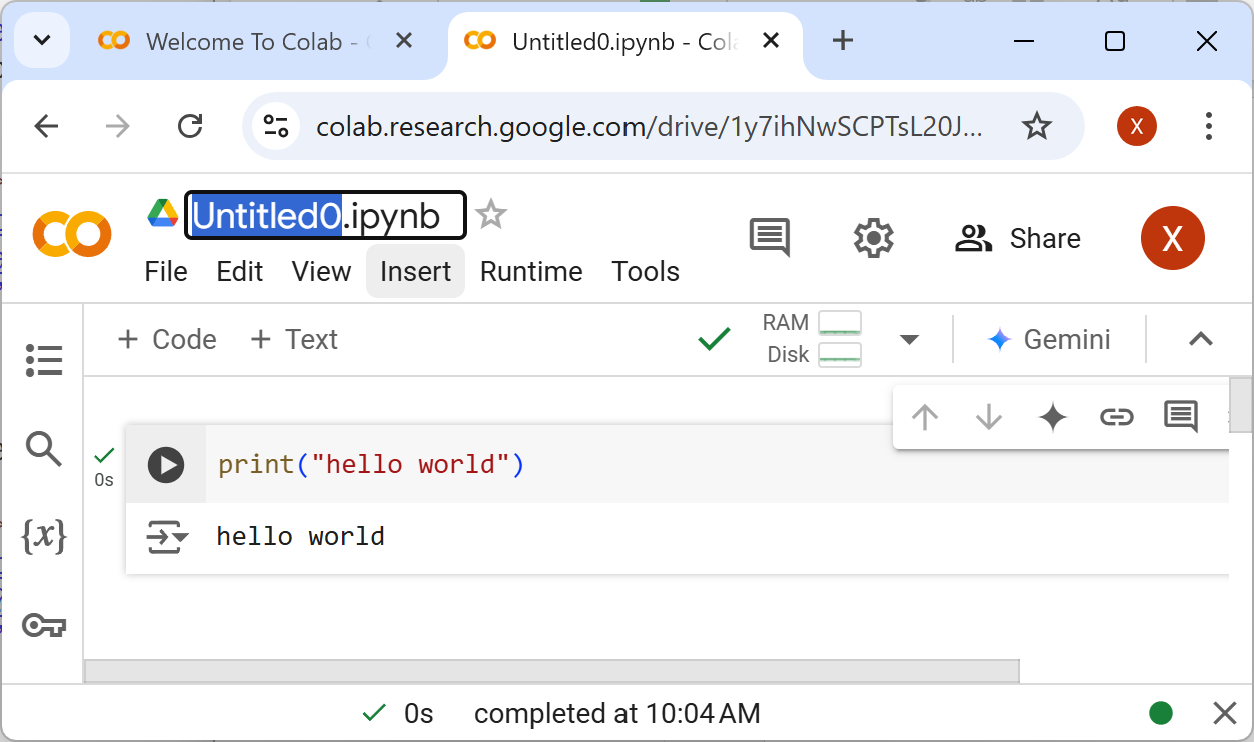 Welcome To Colab -
Untitled0.ipynb - Cola
colab.research.google.com/drive/1y7ihNwSCPTsL20J...
X
Untitled0.ipynb
Share
X
File Edit View Insert Runtime Tools
+ Code + Text
RAM
Disk
Gemini
print("hello world")
0s
hello world
{x}
0s completed at 10:04 AM